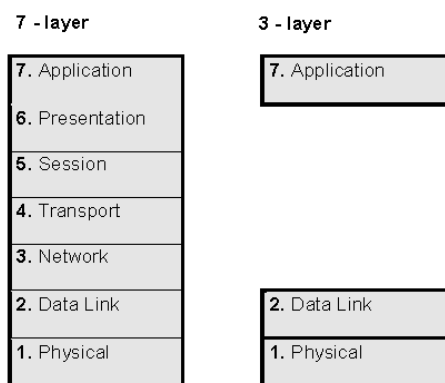 7 - layer
7. Application
6. Presentation
5. Session
4. Transport
3. Network
2. Data Link
1. Physical
3 - layer
7. Application
2. Data Link
1. Physical